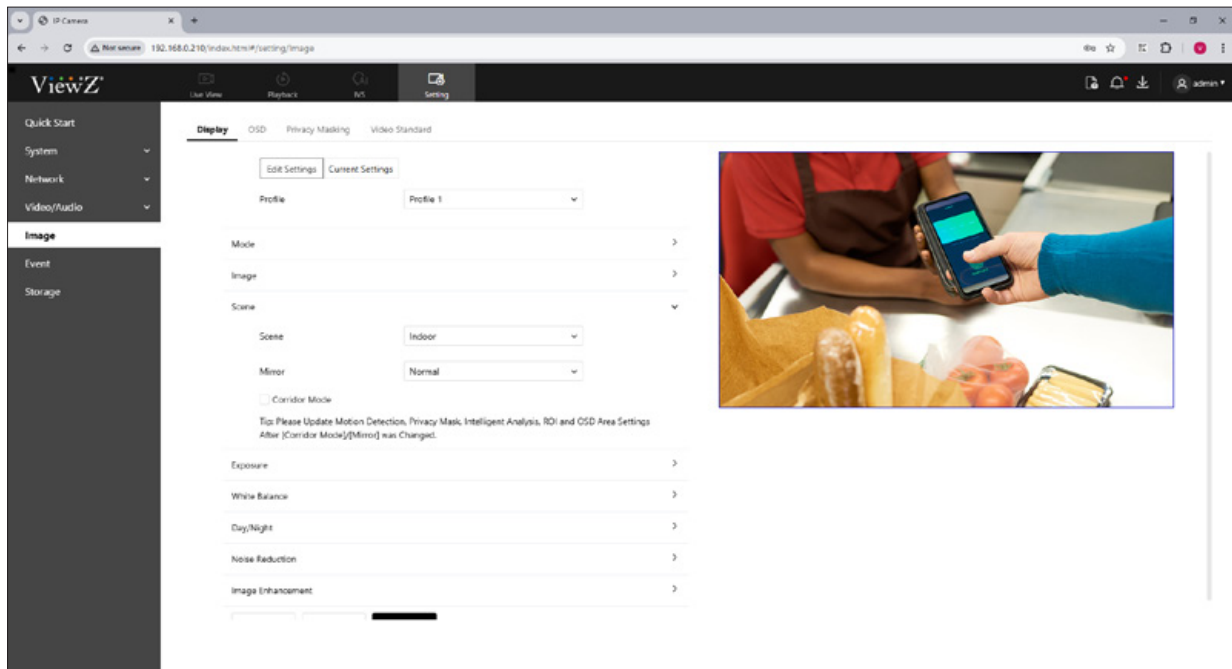 IP Camera
Not secure 192.168.0.210/index.html#/setting/image
ViewZ
Live View
Playback
IVS
Setting
admin
Quick Start
System
Network
Video/Audio
Image
Event
Storage
Display OSD Privacy Masking Video Standard
Edit Settings Current Settings
Profile Profile 1
Mode
Image
Scene
Scene Indoor
Mirror Normal
Corridor Mode
Tip: Please Update Motion Detection, Privacy Mask, Intelligent Analysis, ROI and OSD Area Settings
After [Corridor Mode]/[Mirror] was Changed.
Exposure
White Balance
Day/Night
Noise Reduction
Image Enhancement